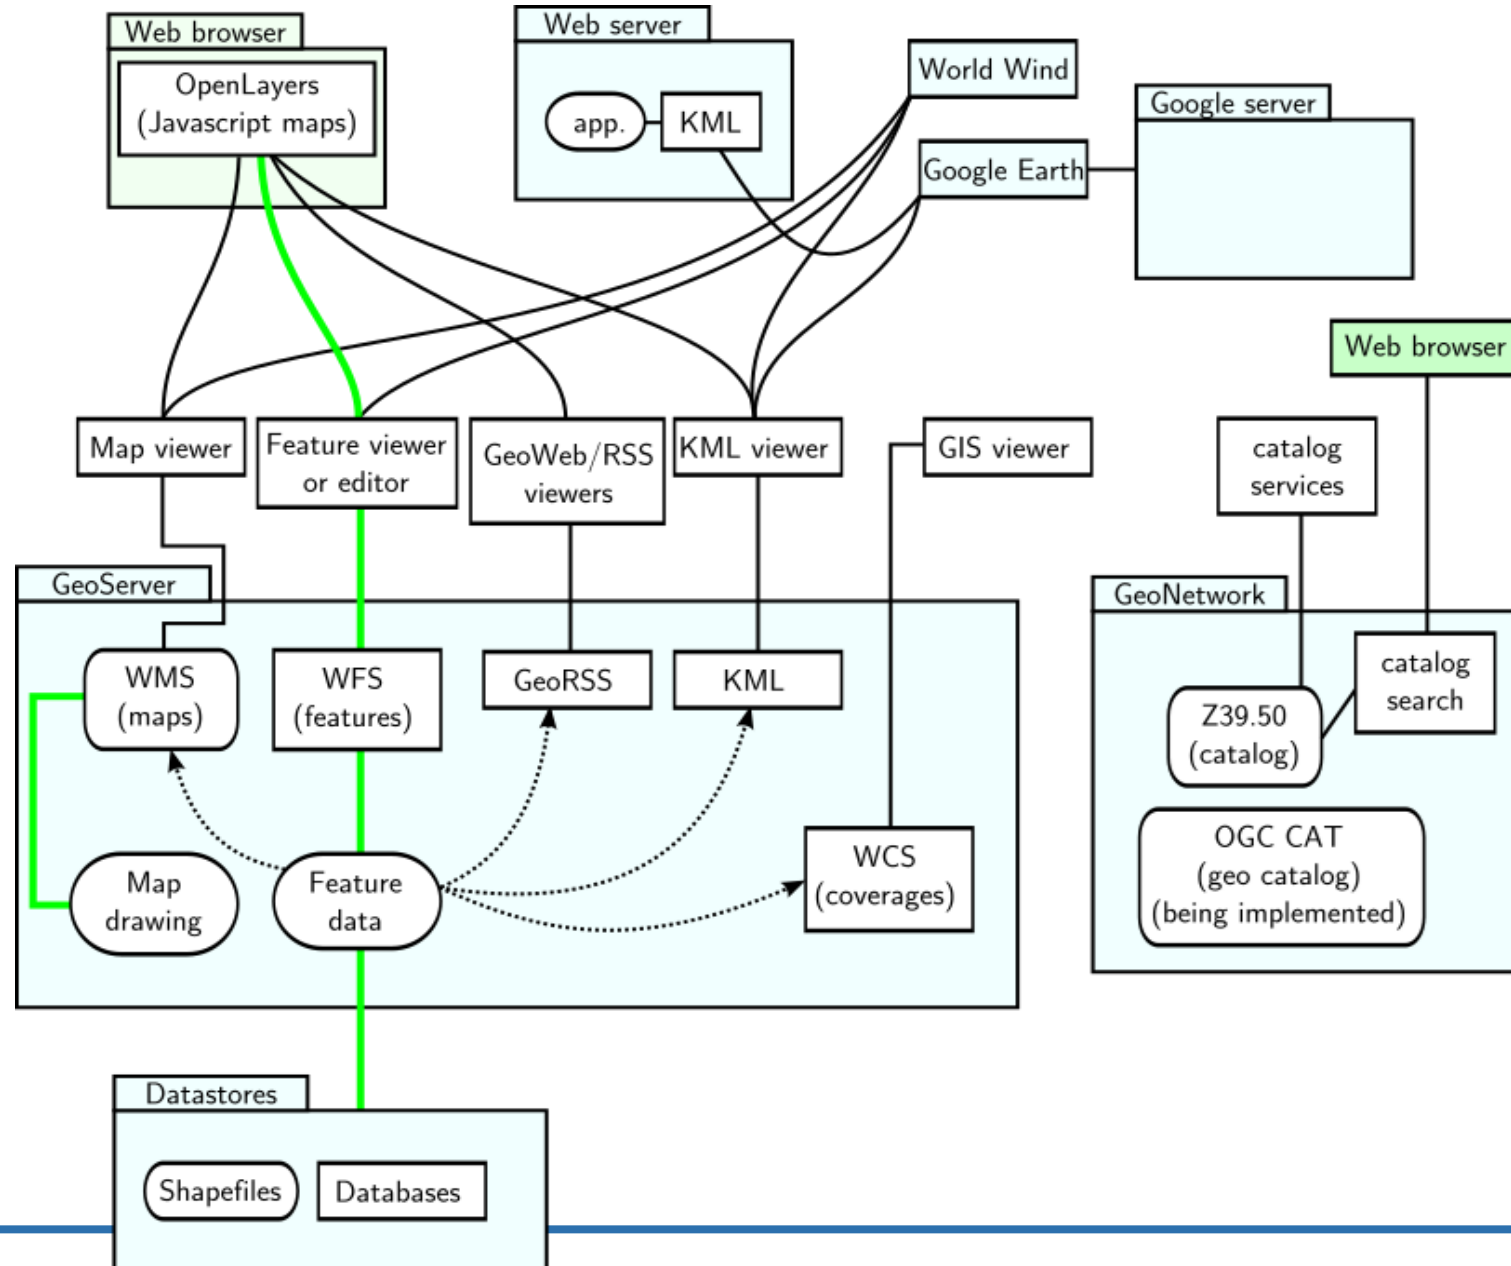 Web browser
OpenLayers
(Javascript maps)
Web server
app.
KML
World Wind
Google Earth
Google server
Web browser
Map viewer
Feature viewer
or editor
GeoWeb/RSS
viewers
KML viewer
GIS viewer
catalog
services
GeoServer
WMS
(maps)
WFS
(features)
GeoRSS
KML
Map
drawing
Feature
data
WCS
(coverages)
GeoNetwork
catalog
search
Z39.50
(catalog)
OGC CAT
(geo catalog)
(being implemented)
Datastores
Shapefiles
Databases